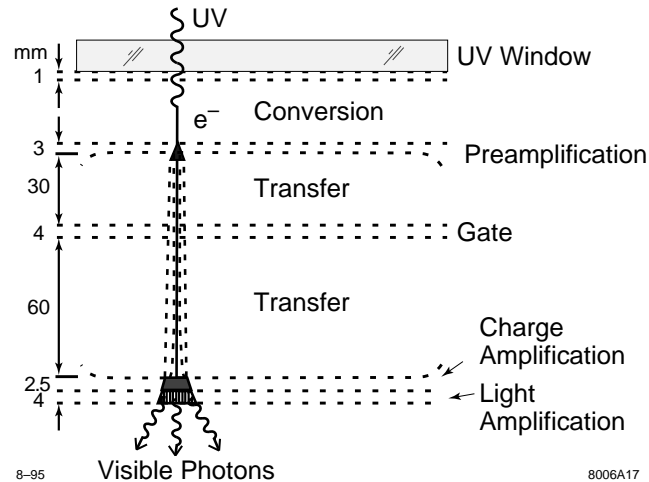 UV
mm
UV Window
1
Conversion
e–
3
Preamplification
30
Transfer
4
Gate
60
Transfer
Charge
Amplification
2.5
Light
4
Amplification
Visible Photons
8–95
8006A17